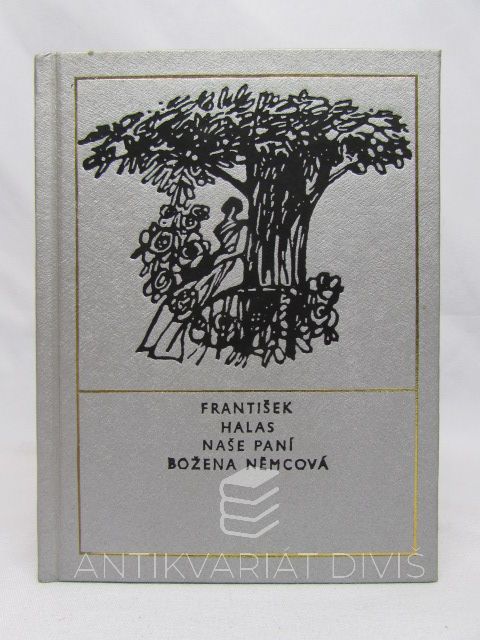 FRANTIŠEK
HALAS
NAŠE PANÍ
BOŽENA NĚMCOVÁ
ANTIKVARIÁT DIVIŠ